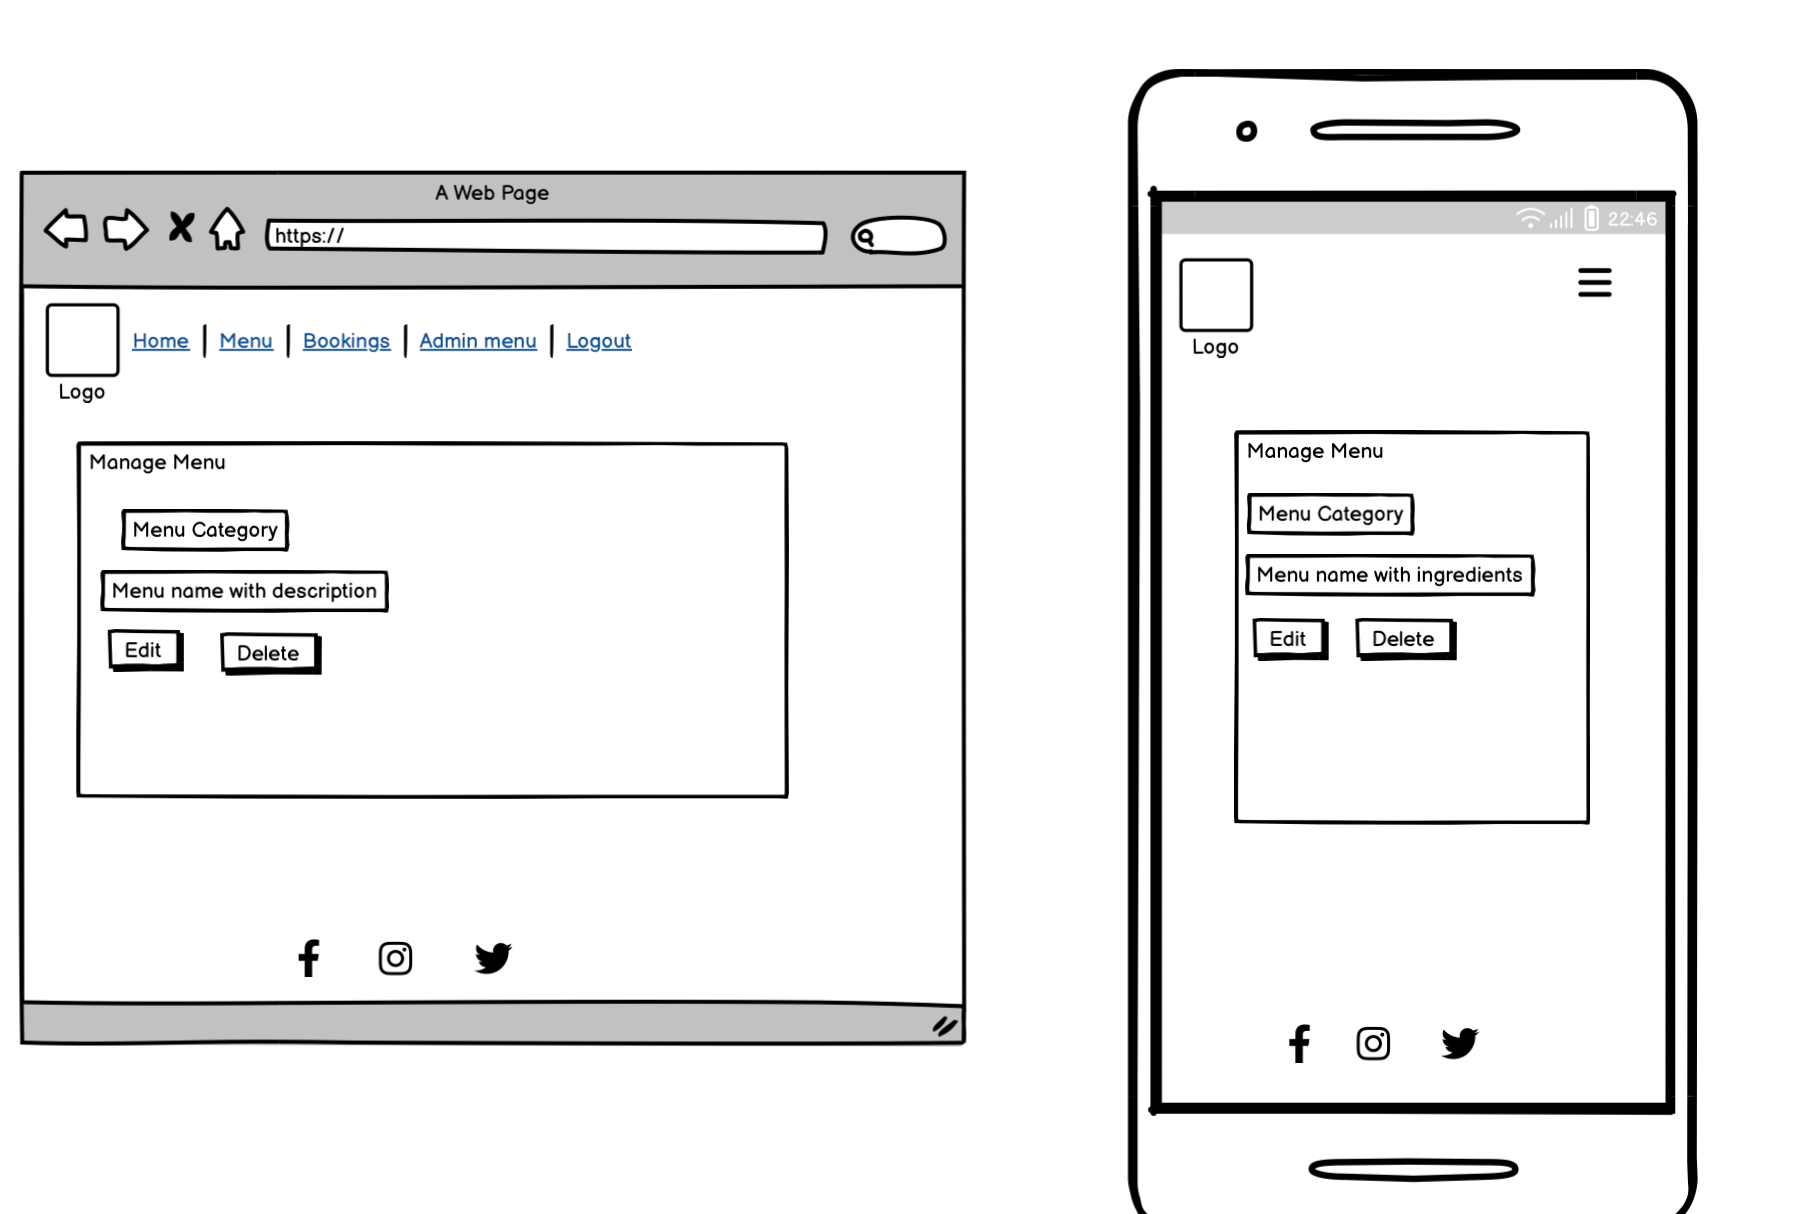 A Web Page
https://
Home | Menu | Bookings | Admin menu | Logout
Logo
Manage Menu
Menu Category
Menu name with description
Edit Delete
22:46
Logo
Manage Menu
Menu Category
Menu name with ingredients
Edit Delete